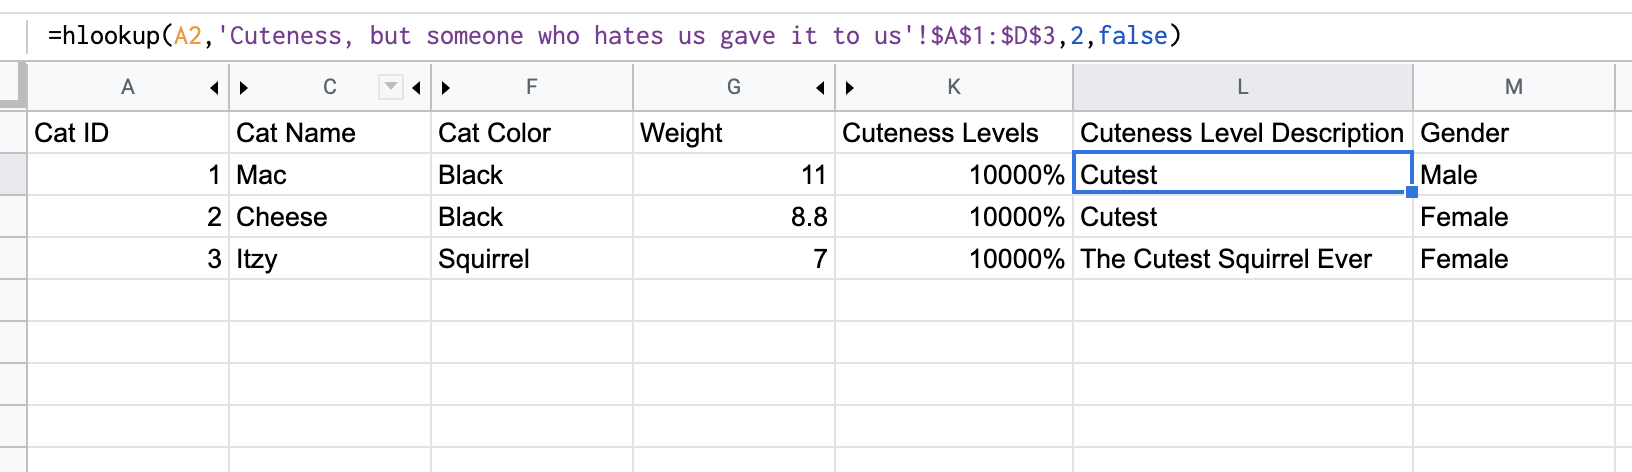 =hlookup(A2,'Cuteness, but someone who hates us gave it to us'!$A$1:$D$3,2,false)
A C F G K L M
Cat ID Cat Name Cat Color Weight Cuteness Levels Cuteness Level Description Gender
1 Mac Black 11 10000% Cutest Male
2 Cheese Black 8.8 10000% Cutest Female
3 Itzy Squirrel 7 10000% The Cutest Squirrel Ever Female